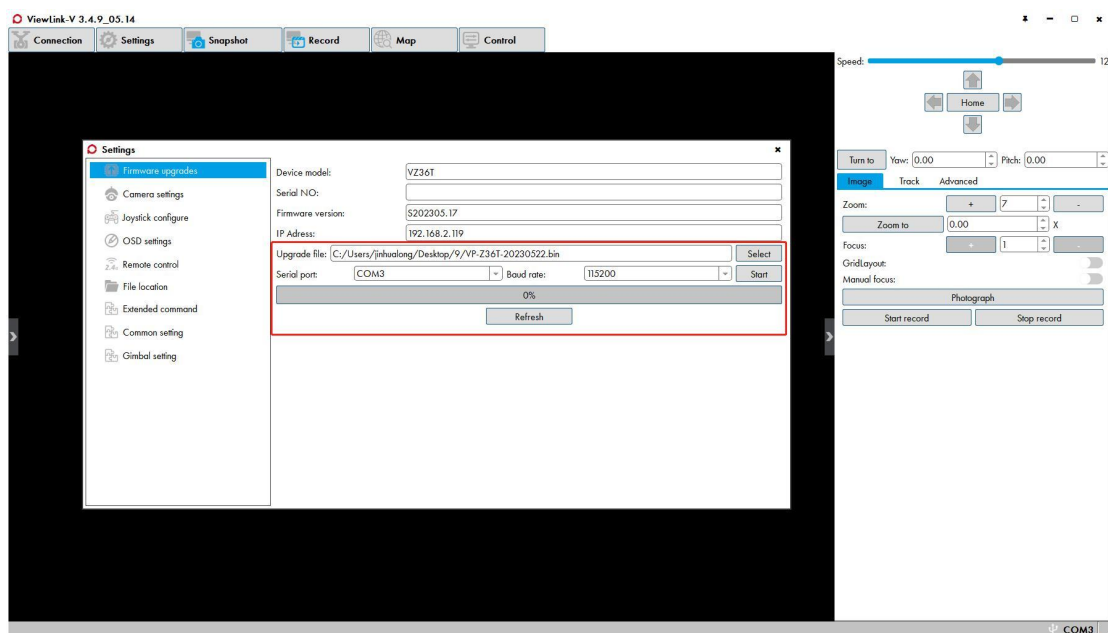 ViewLink-V 3.4.9_05.14
Connection Settings Snapshot Record Map Control
Speed: 12
Home
Turn to Yaw: 0.00 Pitch: 0.00
Image Track Advanced
Zoom: + 7 -
Zoom to 0.00 X
Focus: + 1 -
GridLayout:
Manual focus:
Photograph
Start record Stop record
Settings
Firmware upgrades
Camera settings
Joystick configure
OSD settings
Remote control
File location
Extended command
Common setting
Gimbal setting
Device model: VZ36T
Serial NO:
Firmware version: S202305.17
IP Adress: 192.168.2.119
Upgrade file: C:/Users/jinhualong/Desktop/9/VP-Z36T-20230522.bin Select
Serial port: COM3 Baud rate: 115200 Start
0%
Refresh
COM3